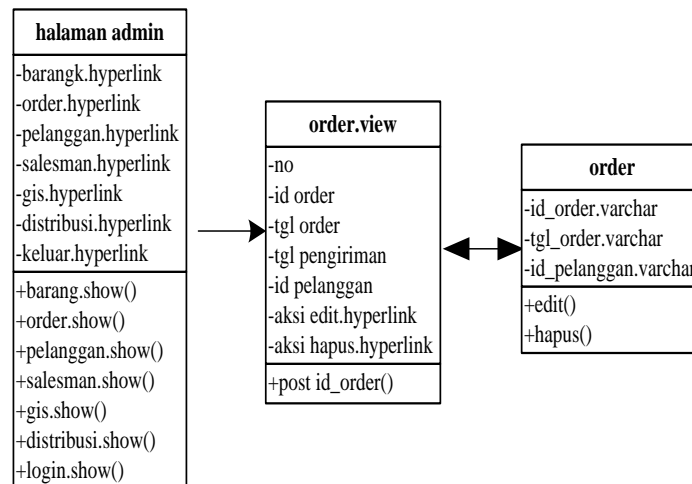 halaman admin
-barangk.hyperlink
-order.hyperlink
-pelanggan.hyperlink
-salesman.hyperlink
-gis.hyperlink
-distribusi.hyperlink
-keluar.hyperlink
+barang.show()
+order.show()
+pelanggan.show()
+salesman.show()
+gis.show()
+distribusi.show()
+login.show()
order.view
-no
-id order
-tgl order
-tgl pengiriman
-id pelanggan
-aksi edit.hyperlink
-aksi hapus.hyperlink
+post id_order()
order
-id_order.varchar
-tgl_order.varchar
-id_pelanggan.varchar
+edit()
+hapus()